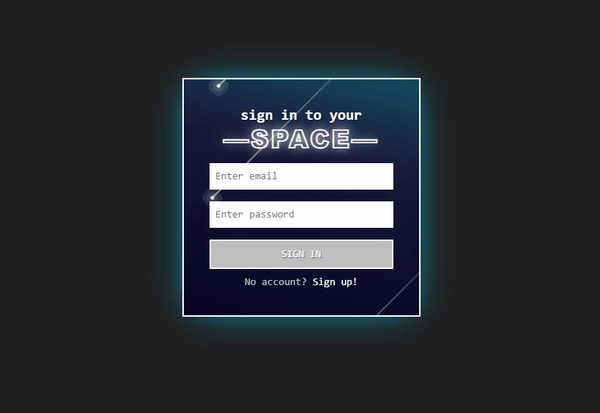 sign in to your
—SPACE—
Enter email
Enter password
SIGN IN
No account? Sign up!